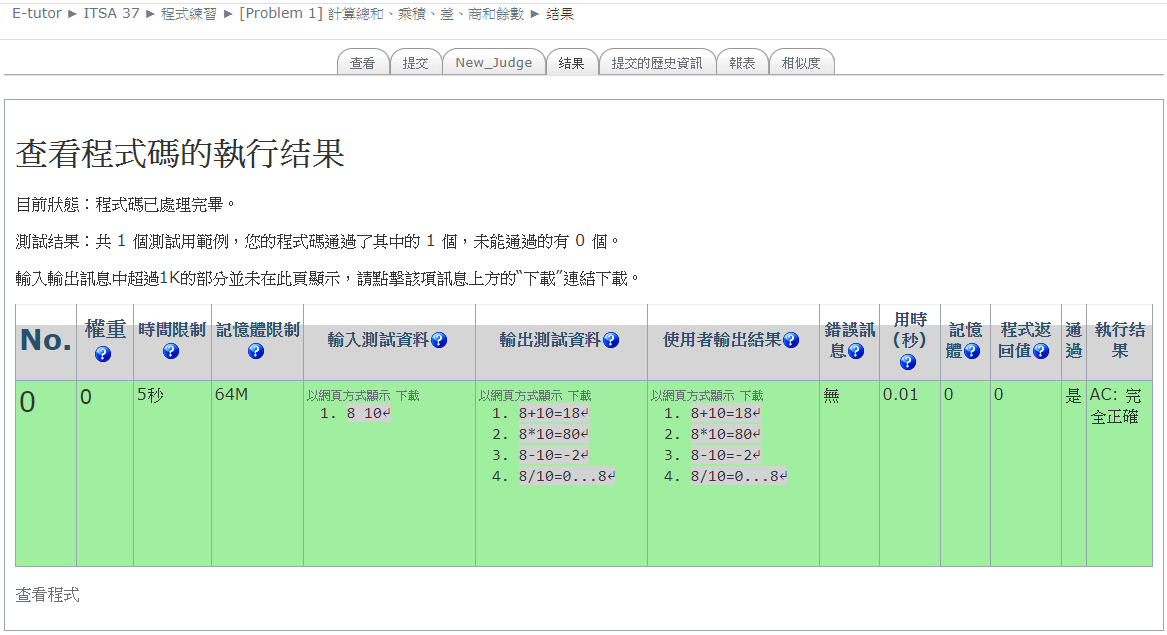 E-tutor ► ITSA 37 ► 程式練習 ► [Problem 1] 計算總和、乘積、差、商和餘數 ► 结果
查看 提交 New_Judge 结果 提交的歷史資訊 報表 相似度
查看程式碼的執行结果
目前狀態：程式碼已處理完畢。
測試结果：共 1 個測試用範例，您的程式碼通過了其中的 1 個，未能通過的有 0 個。
輸入輸出訊息中超過1K的部分並未在此頁顯示，請點擊該項訊息上方的“下載”連结下載。
No. 權重 時間限制 記憶體限制 輸入測試資料 輸出測試資料 使用者輸出結果 錯誤訊息 用時(秒) 記憶體 程式返回值 通過 執行结果
0 0 5秒 64M 以網頁方式顯示 下載 以網頁方式顯示 下載 以網頁方式顯示 下載 無 0.01 0 0 是 AC: 完全正確
1. 8 10↵ 1. 8+10=18↵ 1. 8+10=18↵
2. 8*10=80↵ 2. 8*10=80↵
3. 8-10=-2↵ 3. 8-10=-2↵
4. 8/10=0...8↵ 4. 8/10=0...8↵
查看程式